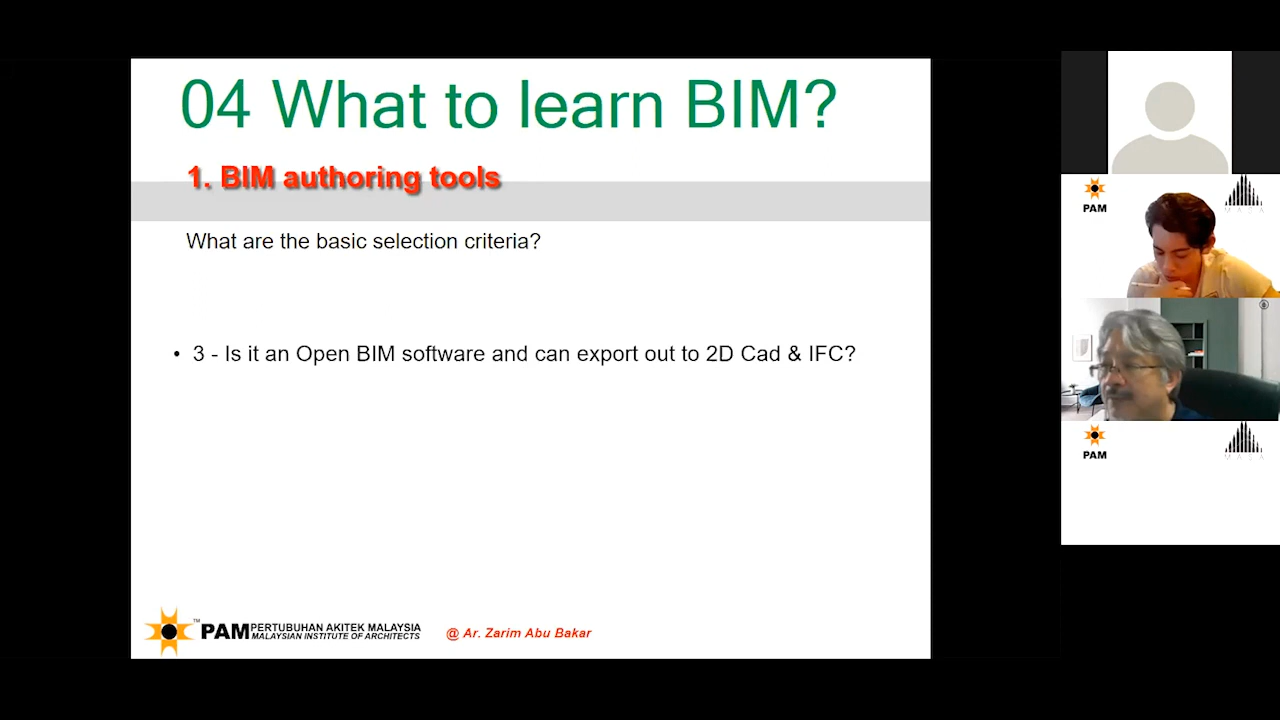 04 What to learn BIM?
1. BIM authoring tools
What are the basic selection criteria?
• 3 - Is it an Open BIM software and can export out to 2D Cad & IFC?
™
PAM PERTUBUHAN AKITEK MALAYSIA
MALAYSIAN INSTITUTE OF ARCHITECTS
@ Ar. Zarim Abu Bakar
PAM
PAM